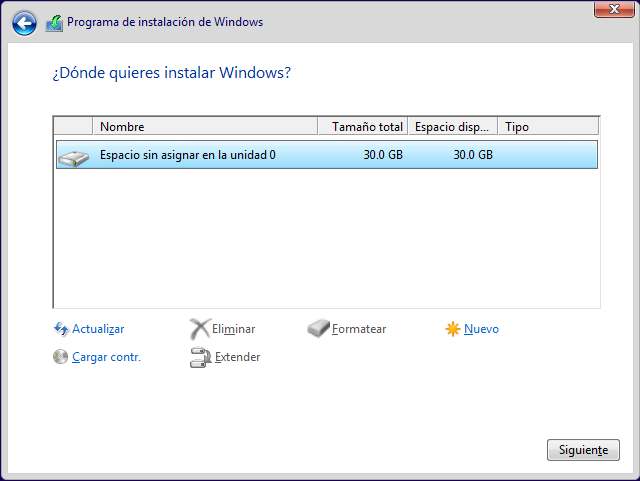 Programa de instalación de Windows
¿Dónde quieres instalar Windows?
Nombre Tamaño total Espacio disp... Tipo
Espacio sin asignar en la unidad 0 30.0 GB 30.0 GB
Actualizar Eliminar Formatear Nuevo
Cargar contr. Extender
Siguiente